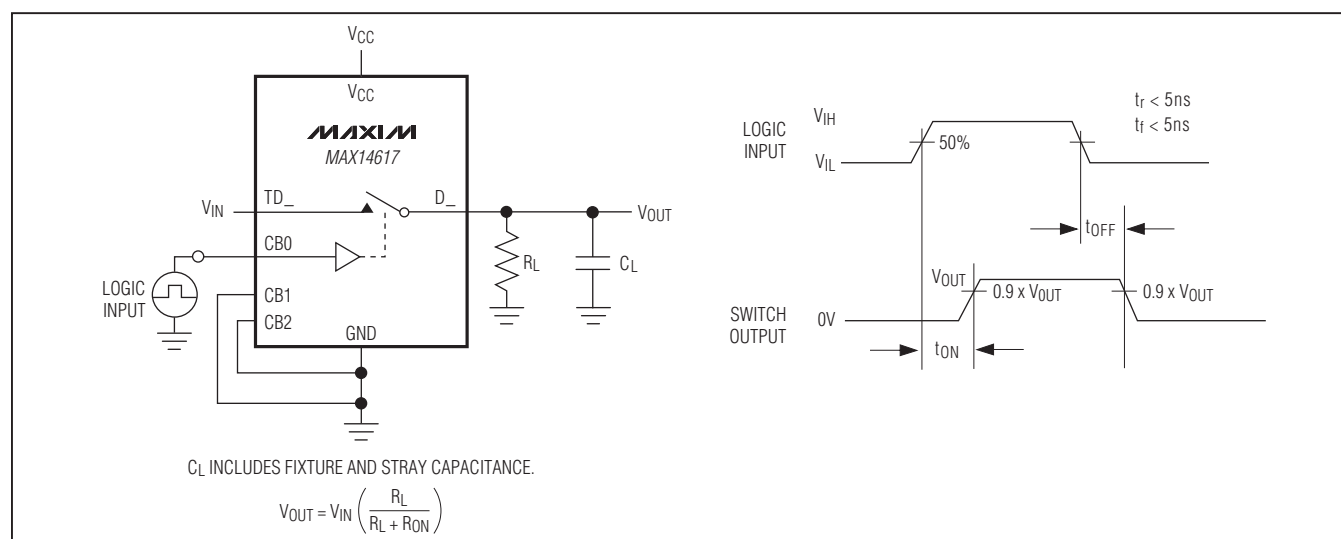 VCC
VCC
MAXIM
MAX14617
VIN
TD_
D_
VOUT
CB0
RL
CL
LOGIC
INPUT
CB1
CB2
GND
CL INCLUDES FIXTURE AND STRAY CAPACITANCE.
VOUT = VIN ( RL / RL + RON )
LOGIC
INPUT
VIH
VIL
50%
tr < 5ns
tf < 5ns
tOFF
SWITCH
OUTPUT
VOUT
0V
0.9 x VOUT
0.9 x VOUT
tON